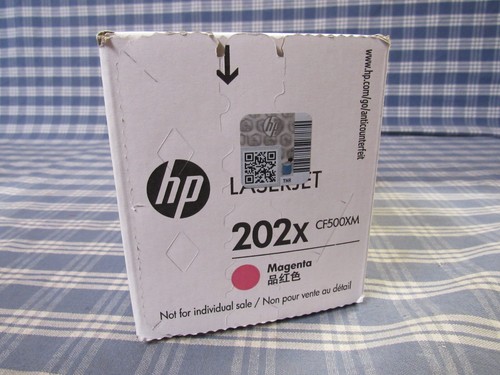 www.hp.com/go/anticounterfeit
hp
hp
LASERJET
202x CF500XM
Magenta
品红色
Not for individual sale / Non pour vente au détail